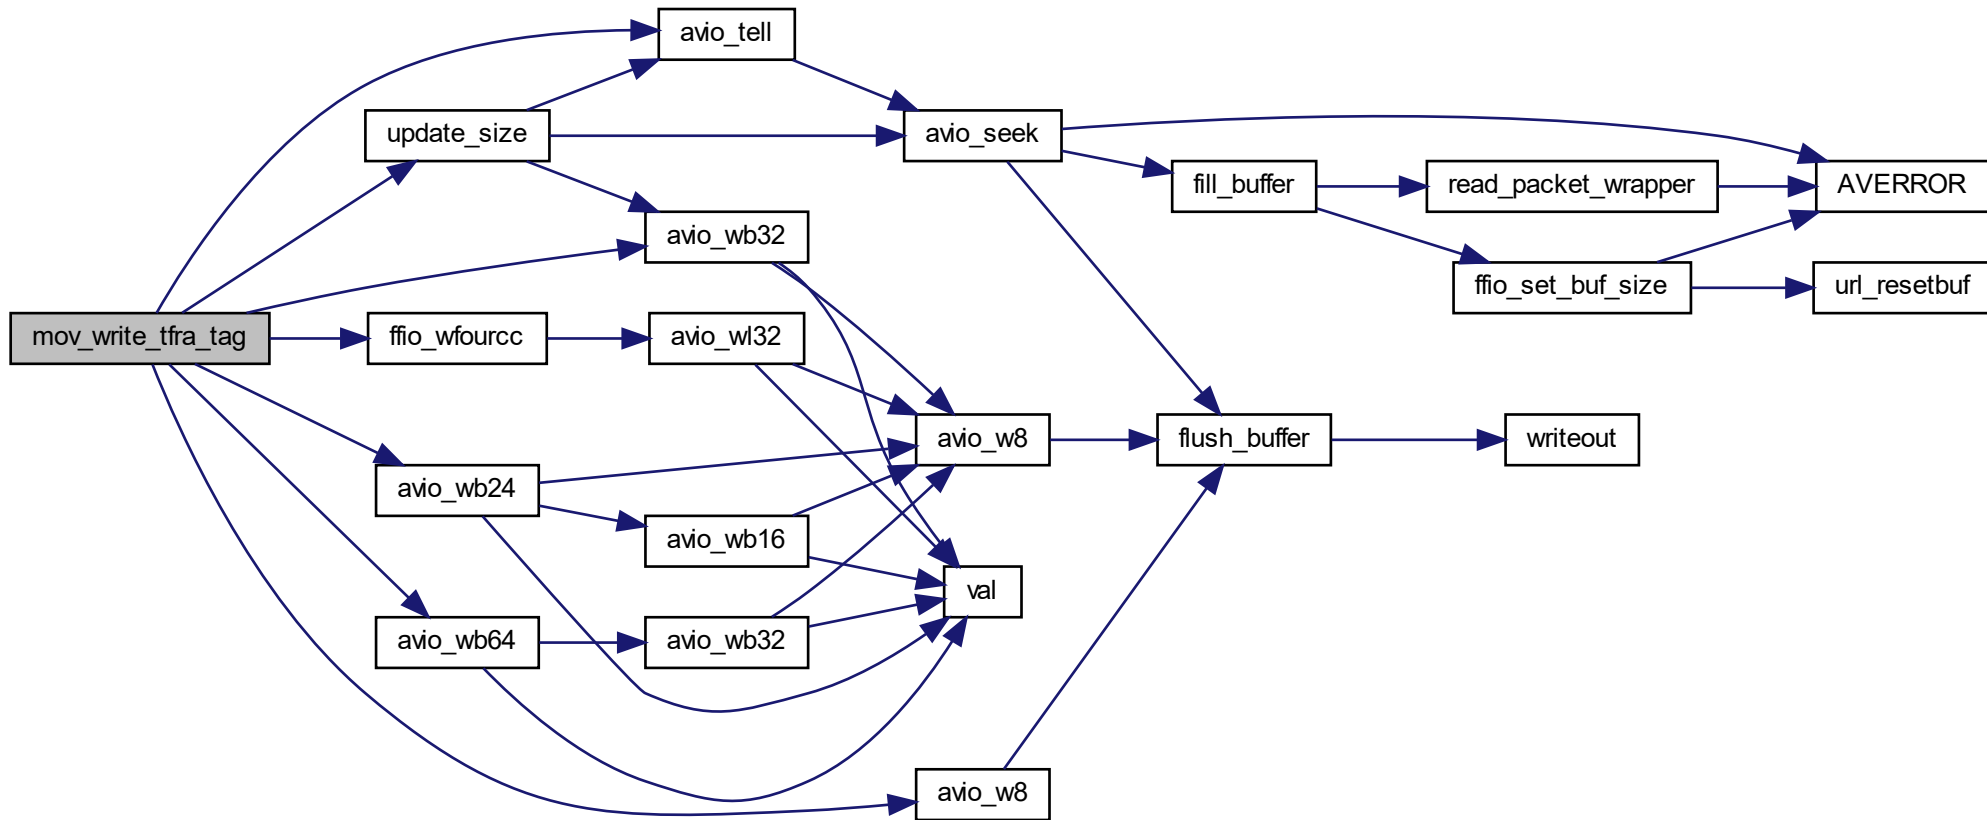 avio_tell
update_size
avio_seek
fill_buffer
read_packet_wrapper
AVERROR
avio_wb32
ffio_set_buf_size
url_resetbuf
mov_write_tfra_tag
ffio_wfourcc
avio_wl32
avio_w8
flush_buffer
writeout
avio_wb24
avio_wb16
val
avio_wb64
avio_wb32
avio_w8